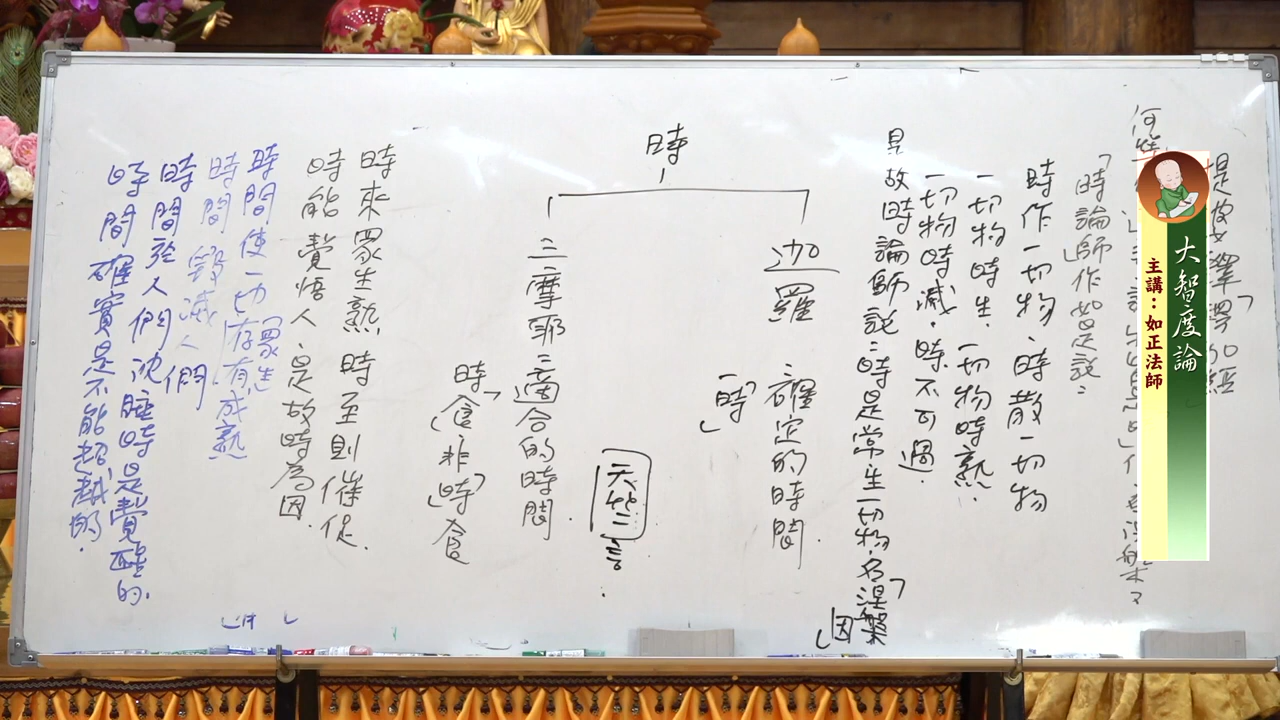 大智度論
主講：如正法師
提婆
「時論師」作如是說：
時作一切物、時散一切物
一切物時生．一切物時熟．
一切物時滅．時不可過．
是故時論師說：時是常生一切物，名「涅槃
因」
時
迦羅：確定的時間．
「時」
三摩耶：適合的時間．
「時」食 非「時」食
天竺言
時來眾生熟 時至則催促．
時能覺悟人、是故時為因．
時間使一切「眾生」
存有成熟
時間毀滅人們
時間於人們沈睡時是覺醒的．
時間確實是不能超越的．